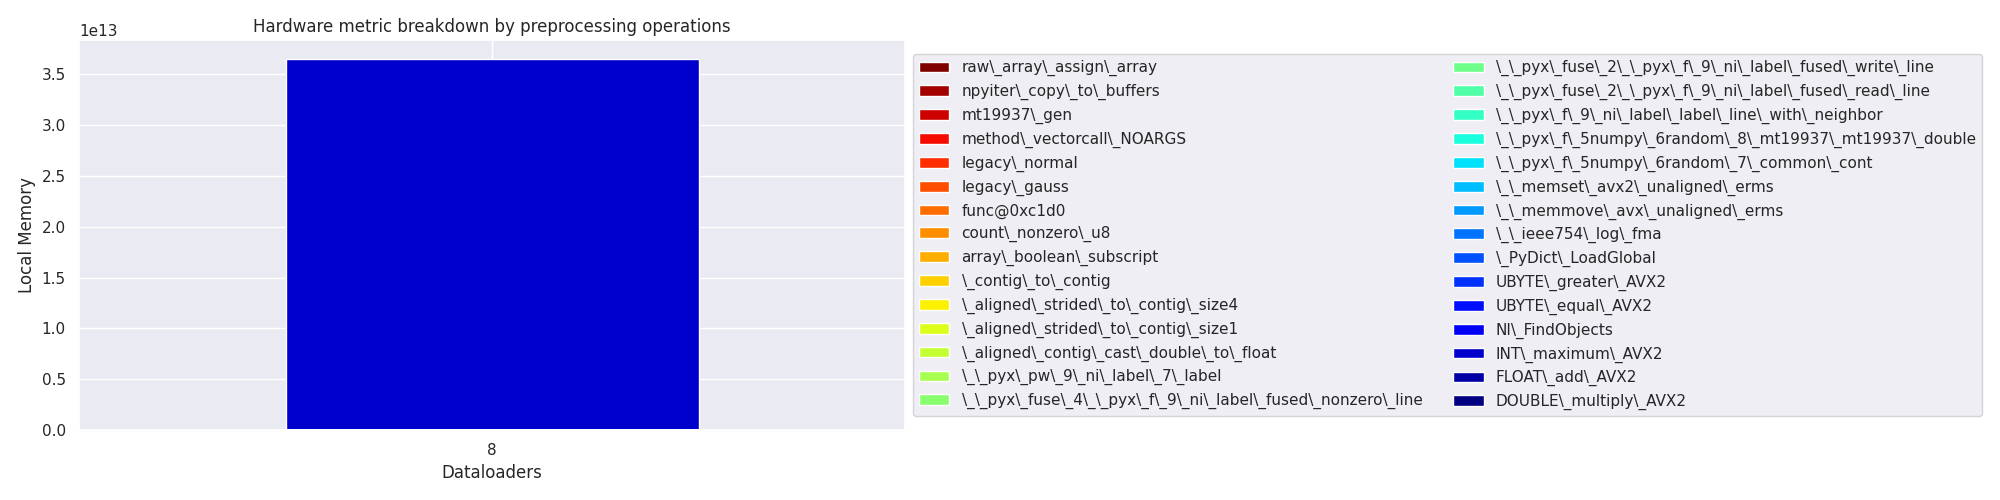 Hardware metric breakdown by preprocessing operations
1e13
3.5
3.0
2.5
2.0
1.5
1.0
0.5
0.0
Local Memory
8
Dataloaders
raw\_array\_assign\_array
npyiter\_copy\_to\_buffers
mt19937\_gen
method\_vectorcall\_NOARGS
legacy\_normal
legacy\_gauss
func@0xc1d0
count\_nonzero\_u8
array\_boolean\_subscript
\_contig\_to\_contig
\_aligned\_strided\_to\_contig\_size4
\_aligned\_strided\_to\_contig\_size1
\_aligned\_contig\_cast\_double\_to\_float
\_\_pyx\_pw\_9\_ni\_label\_7\_label
\_\_pyx\_fuse\_4\_\_pyx\_f\_9\_ni\_label\_fused\_nonzero\_line
\_\_pyx\_fuse\_2\_\_pyx\_f\_9\_ni\_label\_fused\_write\_line
\_\_pyx\_fuse\_2\_\_pyx\_f\_9\_ni\_label\_fused\_read\_line
\_\_pyx\_f\_9\_ni\_label\_label\_line\_with\_neighbor
\_\_pyx\_f\_5numpy\_6random\_8\_mt19937\_mt19937\_double
\_\_pyx\_f\_5numpy\_6random\_7\_common\_cont
\_\_memset\_avx2\_unaligned\_erms
\_\_memmove\_avx\_unaligned\_erms
\_\_ieee754\_log\_fma
\_PyDict\_LoadGlobal
UBYTE\_greater\_AVX2
UBYTE\_equal\_AVX2
NI\_FindObjects
INT\_maximum\_AVX2
FLOAT\_add\_AVX2
DOUBLE\_multiply\_AVX2